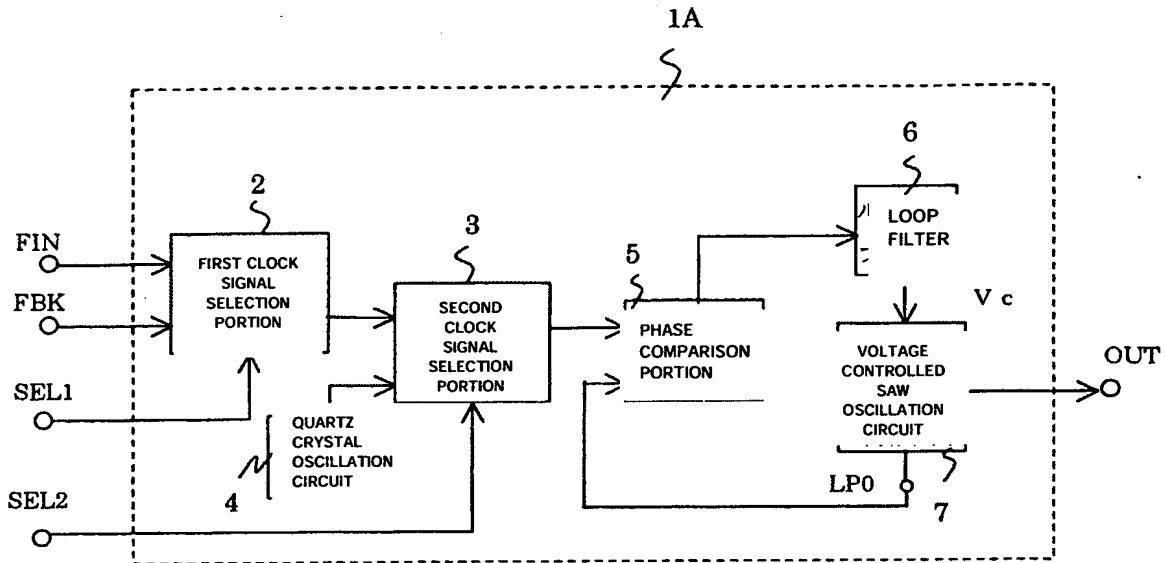 1A
6
LOOP
FILTER
2
FIN
FIRST CLOCK
SIGNAL
SELECTION
PORTION
FBK
3
SECOND
CLOCK
SIGNAL
SELECTION
PORTION
5
PHASE
COMPARISON
PORTION
V c
VOLTAGE
CONTROLLED
SAW
OSCILLATION
CIRCUIT
OUT
SEL1
QUARTZ
CRYSTAL
OSCILLATION
CIRCUIT
4
LP0
7
SEL2